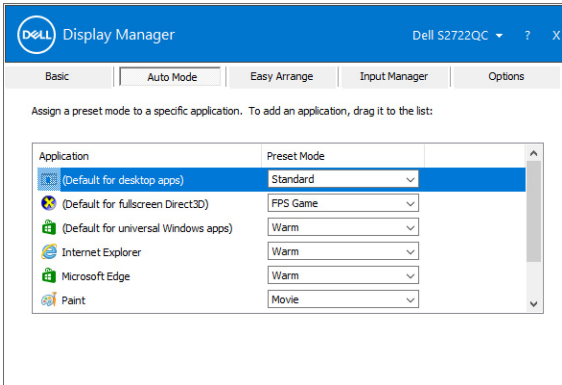 DELL Display Manager Dell S2722QC ? X
Basic Auto Mode Easy Arrange Input Manager Options
Assign a preset mode to a specific application. To add an application, drag it to the list:
Application Preset Mode
(Default for desktop apps) Standard
(Default for fullscreen Direct3D) FPS Game
(Default for universal Windows apps) Warm
Internet Explorer Warm
Microsoft Edge Warm
Paint Movie